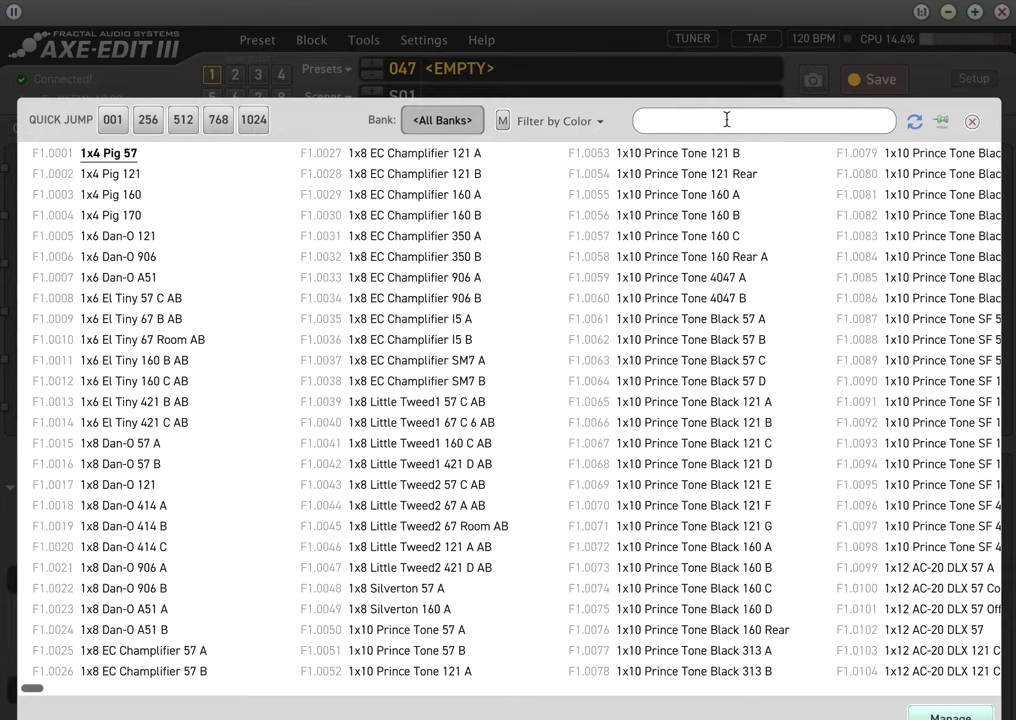 FRACTAL AUDIO SYSTEMS
AXE-EDIT III
Preset Block Tools Settings Help
TUNER TAP 120 BPM CPU 14.4%
Connected!
1 2 3 4
Presets 047 <EMPTY>
Save
Setup
5 6 7 8
Scenes S01
QUICK JUMP 001 256 512 768 1024
Bank: <All Banks> M Filter by Color
F1.0001 1x4 Pig 57
F1.0002 1x4 Pig 121
F1.0003 1x4 Pig 160
F1.0004 1x4 Pig 170
F1.0005 1x6 Dan-O 121
F1.0006 1x6 Dan-O 906
F1.0007 1x6 Dan-O A51
F1.0008 1x6 El Tiny 57 C AB
F1.0009 1x6 El Tiny 67 B AB
F1.0010 1x6 El Tiny 67 Room AB
F1.0011 1x6 El Tiny 160 B AB
F1.0012 1x6 El Tiny 160 C AB
F1.0013 1x6 El Tiny 421 B AB
F1.0014 1x6 El Tiny 421 C AB
F1.0015 1x8 Dan-O 57 A
F1.0016 1x8 Dan-O 57 B
F1.0017 1x8 Dan-O 121
F1.0018 1x8 Dan-O 414 A
F1.0019 1x8 Dan-O 414 B
F1.0020 1x8 Dan-O 414 C
F1.0021 1x8 Dan-O 906 A
F1.0022 1x8 Dan-O 906 B
F1.0023 1x8 Dan-O A51 A
F1.0024 1x8 Dan-O A51 B
F1.0025 1x8 EC Champlifier 57 A
F1.0026 1x8 EC Champlifier 57 B
F1.0027 1x8 EC Champlifier 121 A
F1.0028 1x8 EC Champlifier 121 B
F1.0029 1x8 EC Champlifier 160 A
F1.0030 1x8 EC Champlifier 160 B
F1.0031 1x8 EC Champlifier 350 A
F1.0032 1x8 EC Champlifier 350 B
F1.0033 1x8 EC Champlifier 906 A
F1.0034 1x8 EC Champlifier 906 B
F1.0035 1x8 EC Champlifier I5 A
F1.0036 1x8 EC Champlifier I5 B
F1.0037 1x8 EC Champlifier SM7 A
F1.0038 1x8 EC Champlifier SM7 B
F1.0039 1x8 Little Tweed1 57 C AB
F1.0040 1x8 Little Tweed1 67 C 6 AB
F1.0041 1x8 Little Tweed1 160 C AB
F1.0042 1x8 Little Tweed1 421 D AB
F1.0043 1x8 Little Tweed2 57 C AB
F1.0044 1x8 Little Tweed2 67 A AB
F1.0045 1x8 Little Tweed2 67 Room AB
F1.0046 1x8 Little Tweed2 121 A AB
F1.0047 1x8 Little Tweed2 421 D AB
F1.0048 1x8 Silverton 57 A
F1.0049 1x8 Silverton 160 A
F1.0050 1x10 Prince Tone 57 A
F1.0051 1x10 Prince Tone 57 B
F1.0052 1x10 Prince Tone 121 A
F1.0053 1x10 Prince Tone 121 B
F1.0054 1x10 Prince Tone 121 Rear
F1.0055 1x10 Prince Tone 160 A
F1.0056 1x10 Prince Tone 160 B
F1.0057 1x10 Prince Tone 160 C
F1.0058 1x10 Prince Tone 160 Rear A
F1.0059 1x10 Prince Tone 4047 A
F1.0060 1x10 Prince Tone 4047 B
F1.0061 1x10 Prince Tone Black 57 A
F1.0062 1x10 Prince Tone Black 57 B
F1.0063 1x10 Prince Tone Black 57 C
F1.0064 1x10 Prince Tone Black 57 D
F1.0065 1x10 Prince Tone Black 121 A
F1.0066 1x10 Prince Tone Black 121 B
F1.0067 1x10 Prince Tone Black 121 C
F1.0068 1x10 Prince Tone Black 121 D
F1.0069 1x10 Prince Tone Black 121 E
F1.0070 1x10 Prince Tone Black 121 F
F1.0071 1x10 Prince Tone Black 121 G
F1.0072 1x10 Prince Tone Black 160 A
F1.0073 1x10 Prince Tone Black 160 B
F1.0074 1x10 Prince Tone Black 160 C
F1.0075 1x10 Prince Tone Black 160 D
F1.0076 1x10 Prince Tone Black 160 Rear
F1.0077 1x10 Prince Tone Black 313 A
F1.0078 1x10 Prince Tone Black 313 B
F1.0079 1x10 Prince Tone Blac
F1.0080 1x10 Prince Tone Blac
F1.0081 1x10 Prince Tone Blac
F1.0082 1x10 Prince Tone Blac
F1.0083 1x10 Prince Tone Blac
F1.0084 1x10 Prince Tone Blac
F1.0085 1x10 Prince Tone Blac
F1.0086 1x10 Prince Tone Blac
F1.0087 1x10 Prince Tone SF 5
F1.0088 1x10 Prince Tone SF 5
F1.0089 1x10 Prince Tone SF 5
F1.0090 1x10 Prince Tone SF 1
F1.0091 1x10 Prince Tone SF 1
F1.0092 1x10 Prince Tone SF 1
F1.0093 1x10 Prince Tone SF 1
F1.0094 1x10 Prince Tone SF 1
F1.0095 1x10 Prince Tone SF 1
F1.0096 1x10 Prince Tone SF 4
F1.0097 1x10 Prince Tone SF 4
F1.0098 1x10 Prince Tone SF 4
F1.0099 1x12 AC-20 DLX 57 A
F1.0100 1x12 AC-20 DLX 57 Co
F1.0101 1x12 AC-20 DLX 57 Off
F1.0102 1x12 AC-20 DLX 57
F1.0103 1x12 AC-20 DLX 121 C
F1.0104 1x12 AC-20 DLX 121 C
Manage